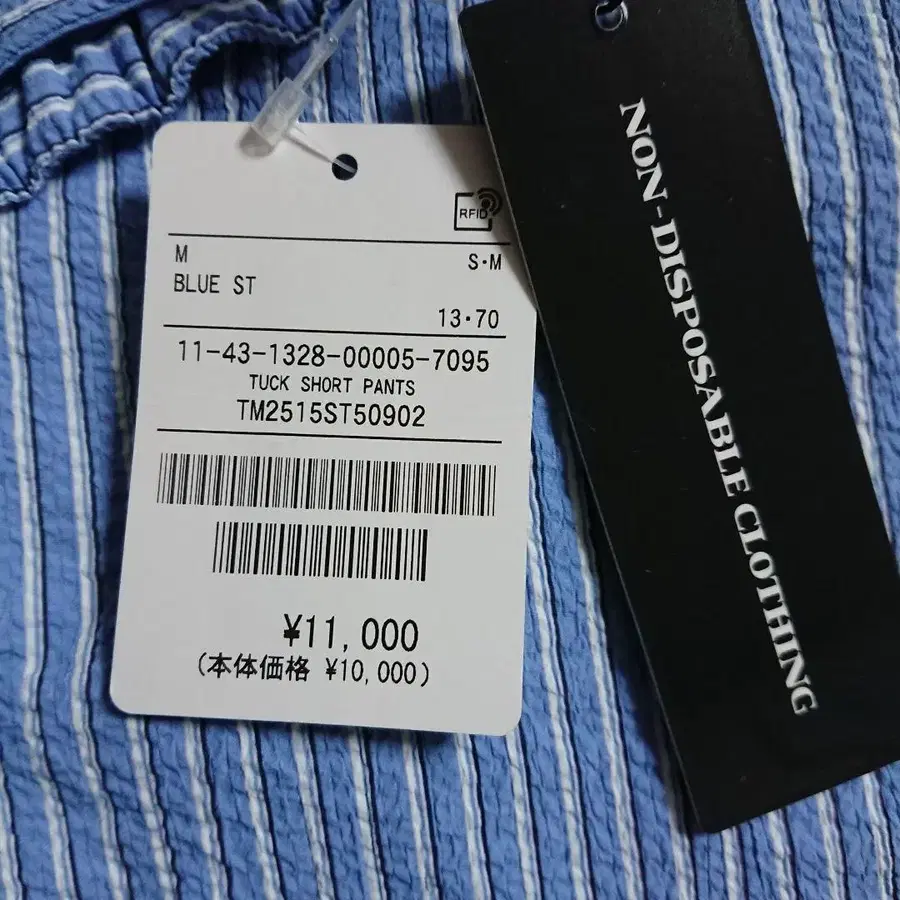 RFID
M
S·M
BLUE ST
13·70
11-43-1328-00005-7095
TUCK SHORT PANTS
TM2515ST50902
¥11,000
(本体価格 ¥10,000)
NON-DISPOSABLE CLOTHING